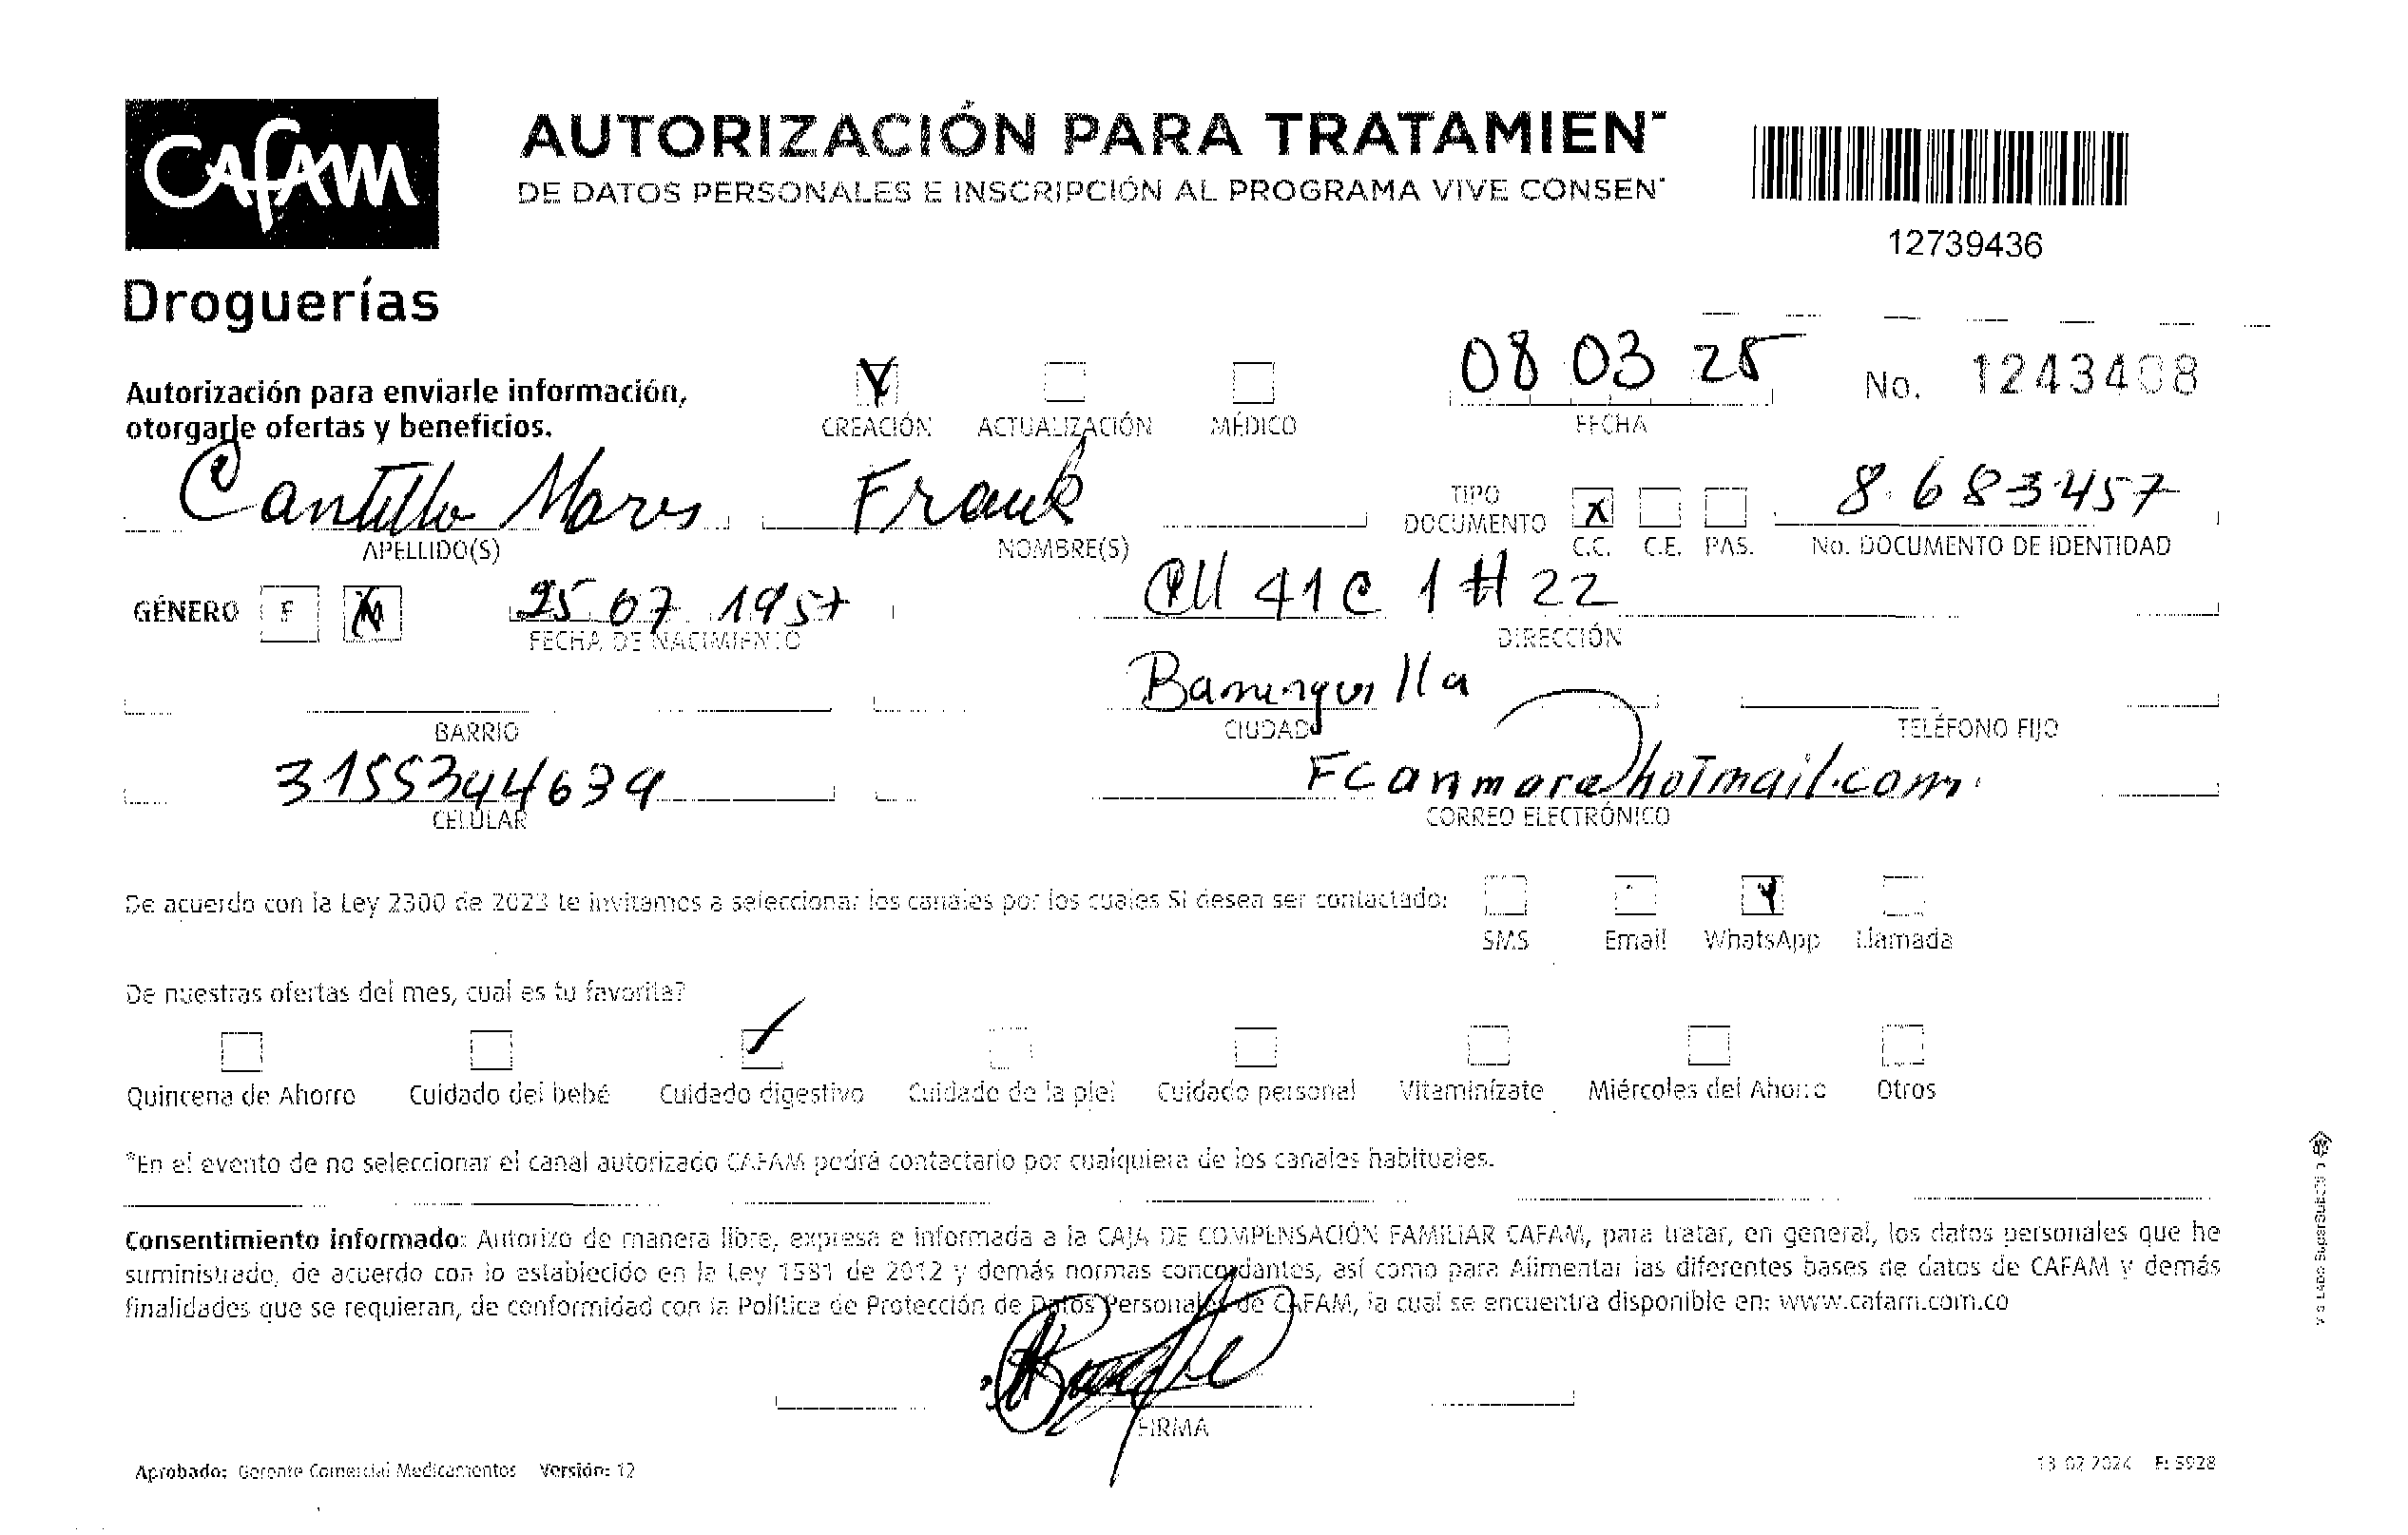 CAFAM
Droguerías
AUTORIZACIÓN PARA TRATAMIEN
DE DATOS PERSONALES E INSCRIPCIÓN AL PROGRAMA VIVE CONSEN
12739436
Autorización para enviarle información,
otorgarle ofertas y beneficios.
X CREACIÓN ACTUALIZACIÓN MÉDICO
08 03 25
FECHA
No. 1243408
Cantillo Mares Frank
APELLIDO(S) NOMBRE(S)
TIPO DOCUMENTO X C.C. C.E. PAS.
8.683457
No. DOCUMENTO DE IDENTIDAD
GÉNERO F M
25 07 1957
FECHA DE NACIMIENTO
Cll 41C 1 # 22
DIRECCIÓN
BARRIO
Barranquilla
CIUDAD
TELÉFONO FIJO
3155344639
CELULAR
Fcanmare@hotmail.com.
CORREO ELECTRÓNICO
De acuerdo con la Ley 2300 de 2023 te invitamos a seleccionar los canales por los cuales SI desea ser contactado:
SMS Email WhatsApp Llamada
De nuestras ofertas del mes, cual es tu favorita?
Quincena de Ahorro Cuidado del bebé Cuidado digestivo Cuidado de la piel Cuidado personal Vitaminízate Miércoles del Ahorro Otros
*En el evento de no seleccionar el canal autorizado CAFAM podrá contactarlo por cualquiera de los canales habituales.
Consentimiento informado: Autorizo de manera libre, expresa e informada a la CAJA DE COMPENSACIÓN FAMILIAR CAFAM, para tratar, en general, los datos personales que he
suministrado, de acuerdo con lo establecido en la Ley 1581 de 2012 y demás normas concordantes, así como para Alimentar las diferentes bases de datos de CAFAM y demás
finalidades que se requieran, de conformidad con la Política de Protección de Datos Personales de CAFAM, la cual se encuentra disponible en: www.cafam.com.co
FIRMA
Aprobado: Gerente Comercial Medicamentos Versión: 12
13 02 2024 F: 5928
VIGILADO SuperSubsidio